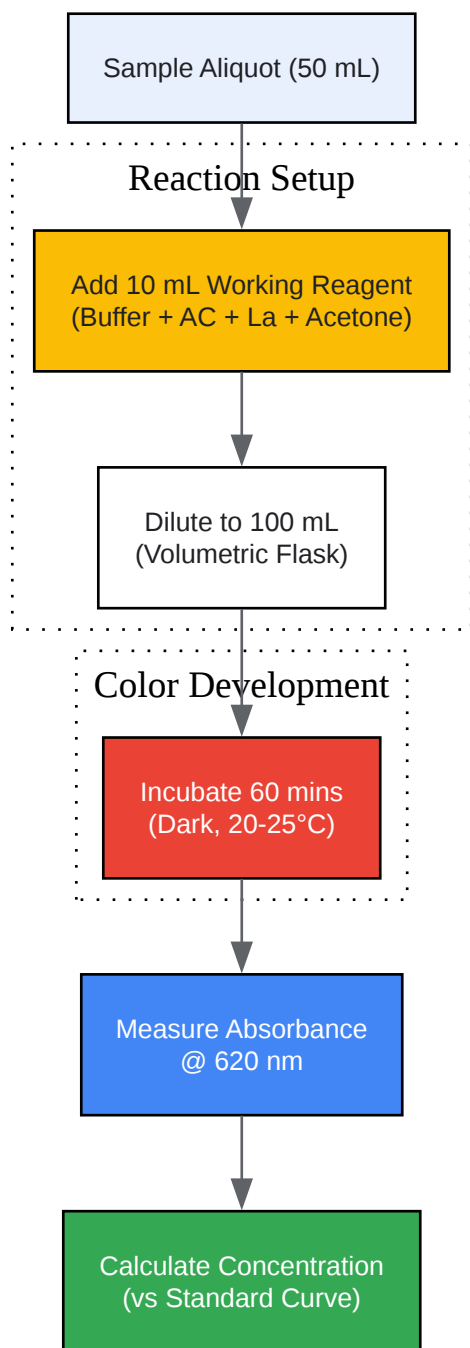 Sample Aliquot (50 mL)
Reaction Setup
Add 10 mL Working Reagent
(Buffer + AC + La + Acetone)
Dilute to 100 mL
(Volumetric Flask)
Color Development
Incubate 60 mins
(Dark, 20-25°C)
Measure Absorbance
@ 620 nm
Calculate Concentration
(vs Standard Curve)